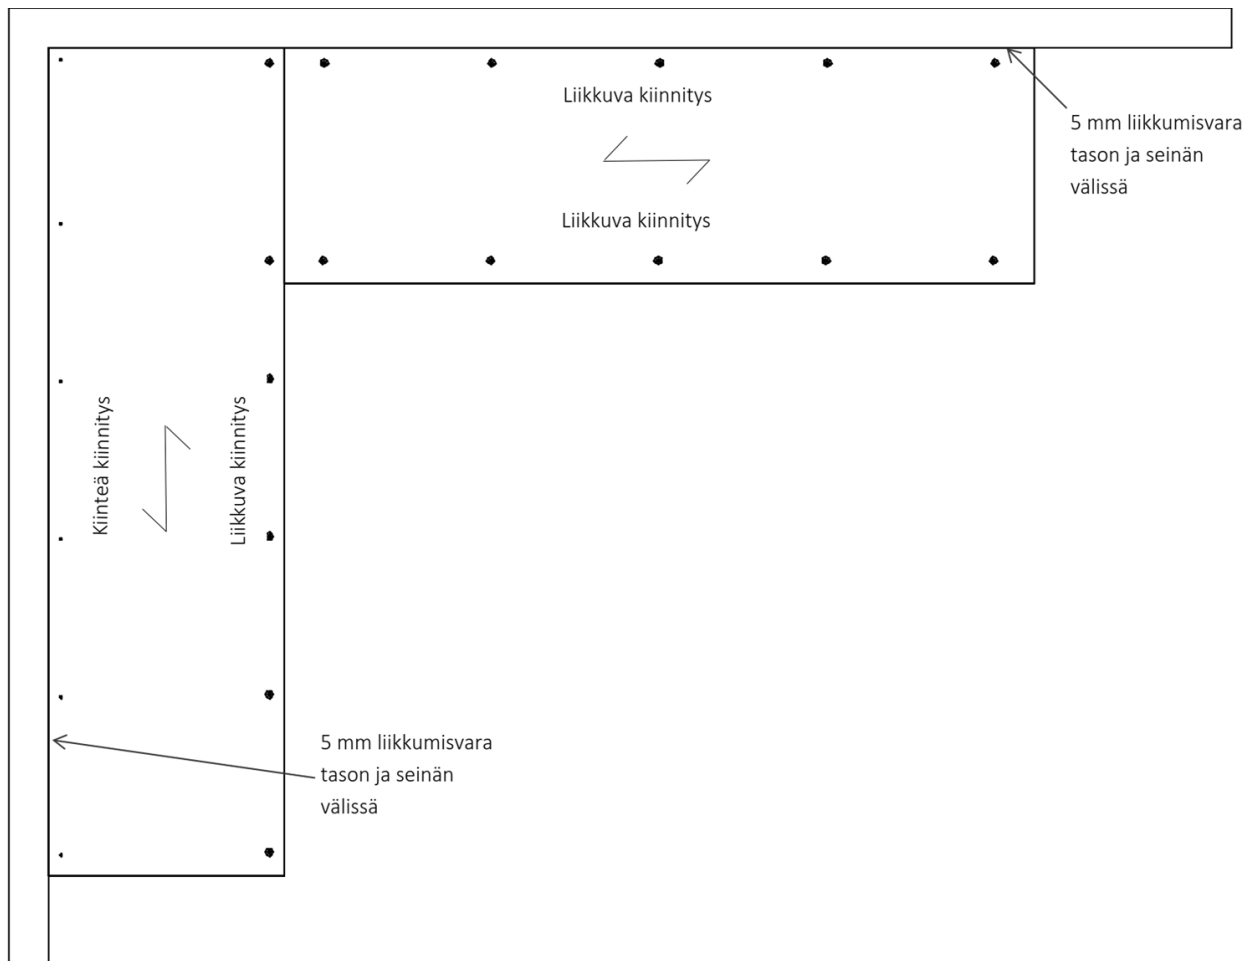 Liikkuva kiinnitys
5 mm liikkumisvara
tason ja seinän
välissä
Liikkuva kiinnitys
Kiinteä kiinnitys
Liikkuva kiinnitys
5 mm liikkumisvara
tason ja seinän
välissä